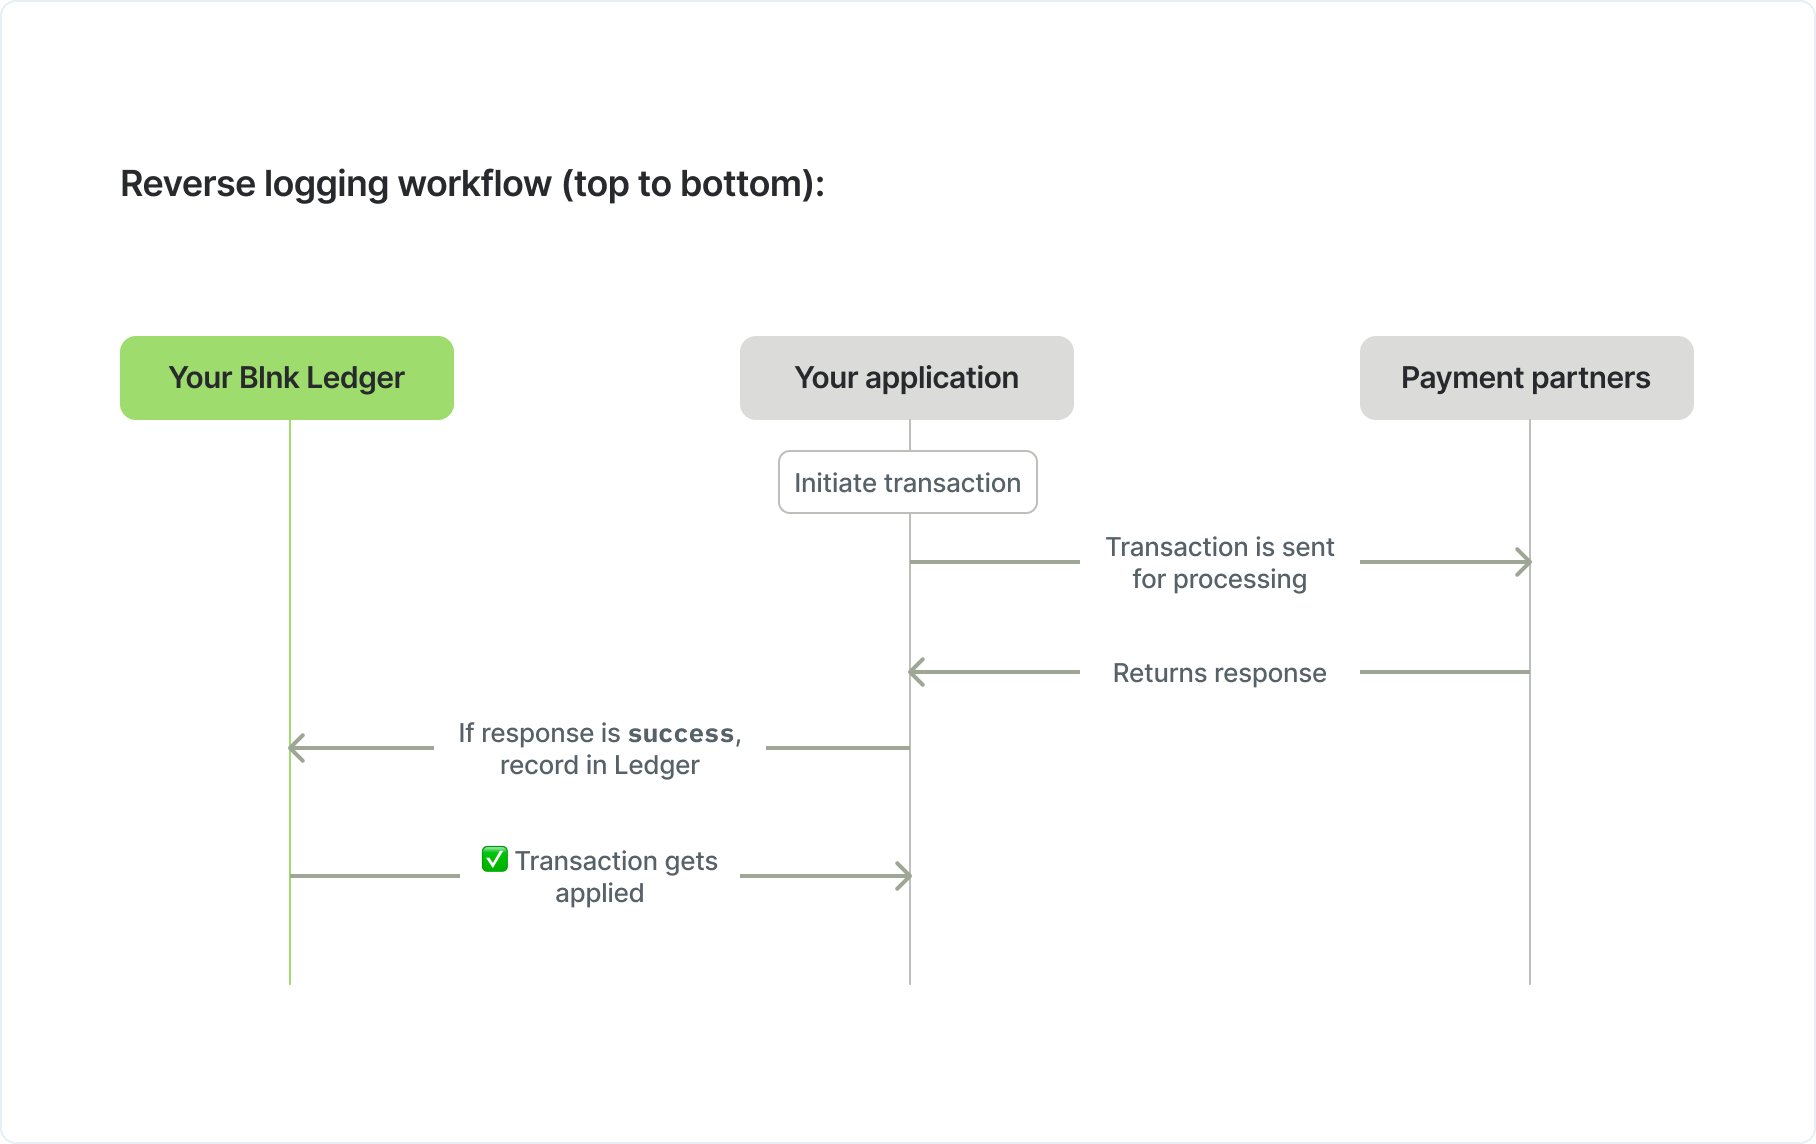 Reverse logging workflow (top to bottom):
Your Blnk Ledger
Your application
Payment partners
Initiate transaction
Transaction is sent
for processing
Returns response
If response is success,
record in Ledger
✅ Transaction gets
applied